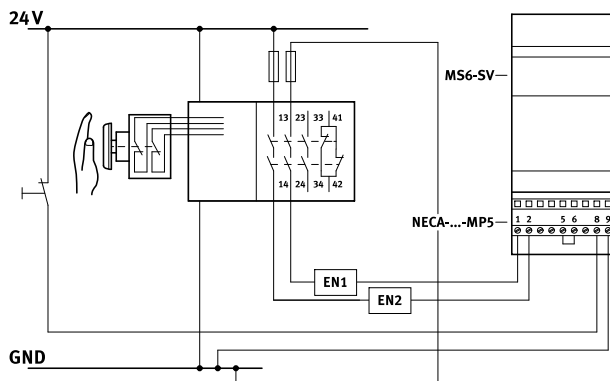 24 V
MS6-SV
13 23 33 41
14 24 34 42
NECA-...-MP5
1 2 5 6 8 9
EN1
EN2
GND